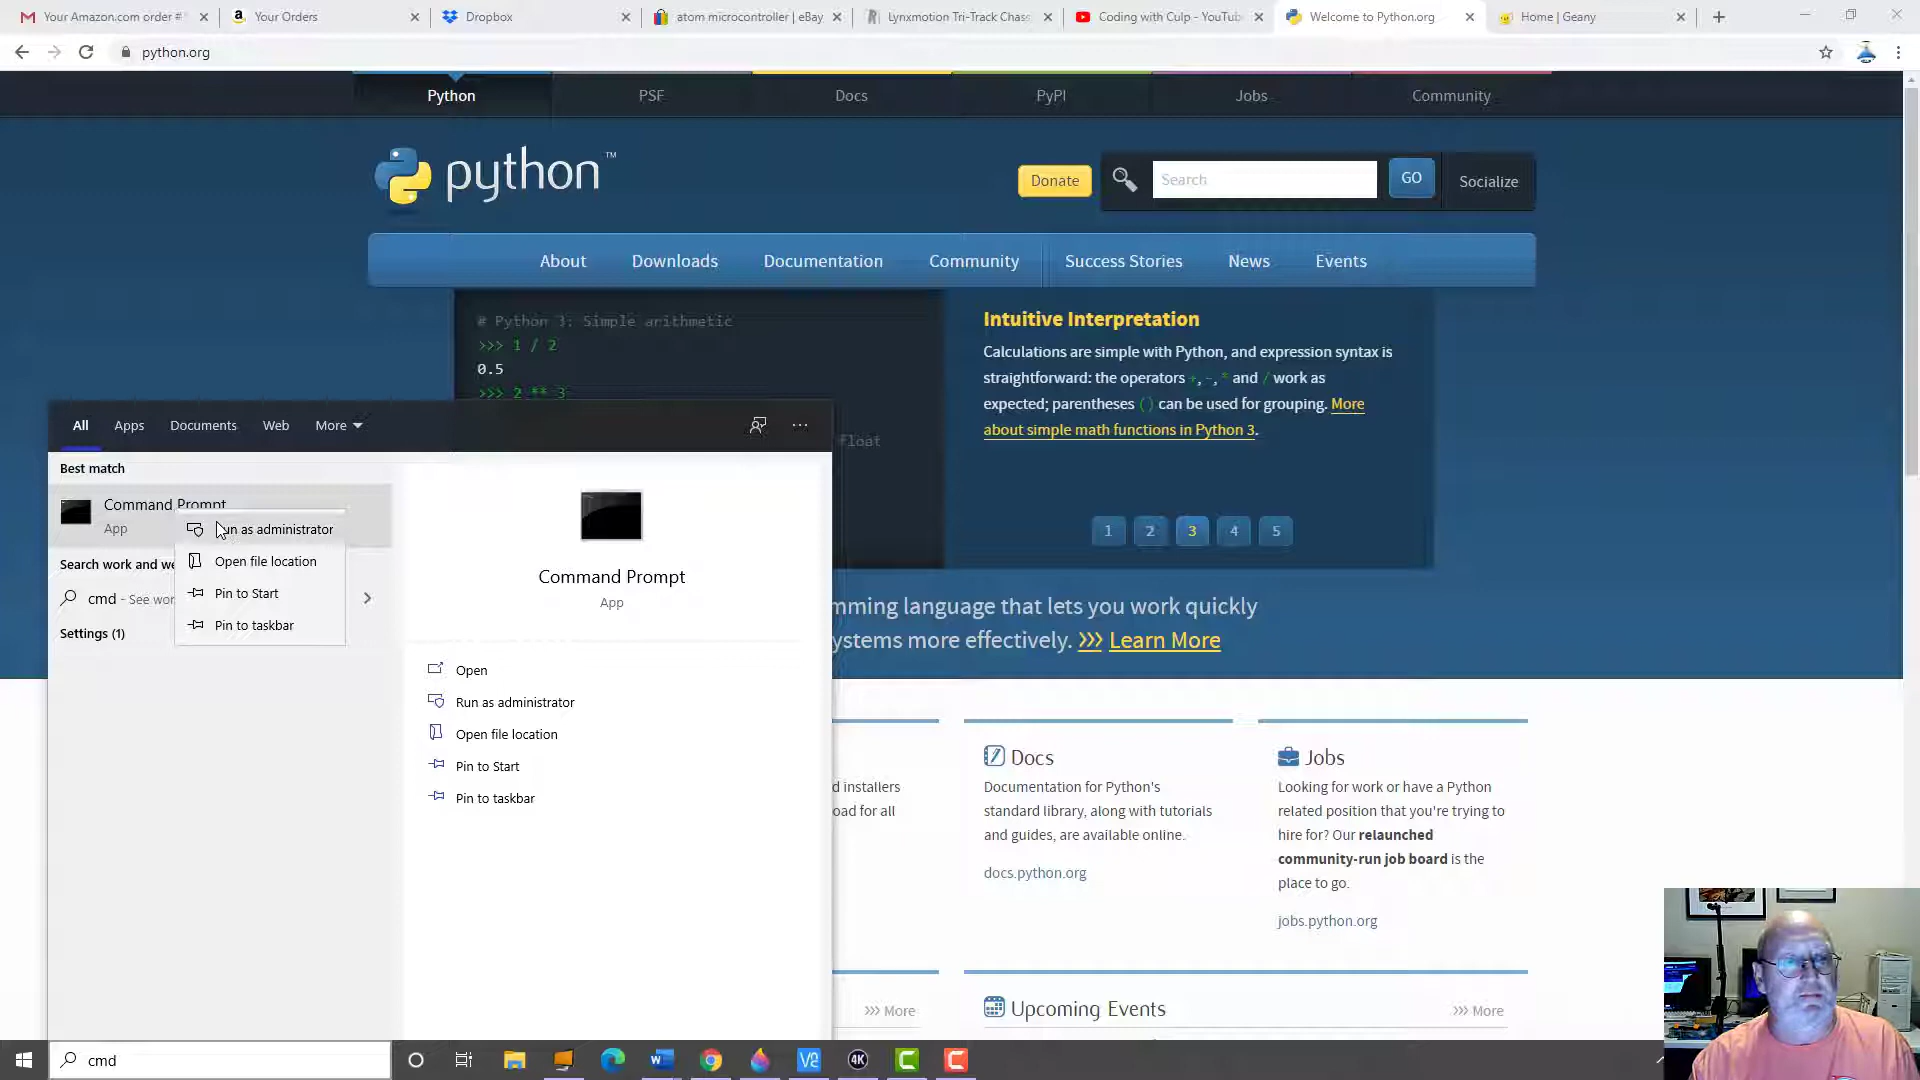 Your Amazon.com order #
Your Orders
Dropbox
atom microcontroller | eBay
Lynxmotion Tri-Track Chass
Coding with Culp - YouTub
Welcome to Python.org
Home | Geany
python.org
Python
PSF
Docs
PyPI
Jobs
Community
python™
Donate
Search
GO
Socialize
About
Downloads
Documentation
Community
Success Stories
News
Events
# Python 3: Simple arithmetic
>>> 1 / 2
0.5
>>> 2 ** 3
float
Intuitive Interpretation
Calculations are simple with Python, and expression syntax is
straightforward: the operators +, -, * and / work as
expected; parentheses () can be used for grouping. More
about simple math functions in Python 3.
1 2 3 4 5
mming language that lets you work quickly
ystems more effectively. >>> Learn More
All
Apps
Documents
Web
More
Best match
Command Prompt
App
Run as administrator
Open file location
Pin to Start
Pin to taskbar
Search work and we
cmd - See wor
Settings (1)
Command Prompt
App
Open
Run as administrator
Open file location
Pin to Start
Pin to taskbar
d installers
oad for all
Docs
Documentation for Python's
standard library, along with tutorials
and guides, are available online.
docs.python.org
Jobs
Looking for work or have a Python
related position that you're trying to
hire for? Our relaunched
community-run job board is the
place to go.
jobs.python.org
>>> More
Upcoming Events
>>> More
cmd
4K